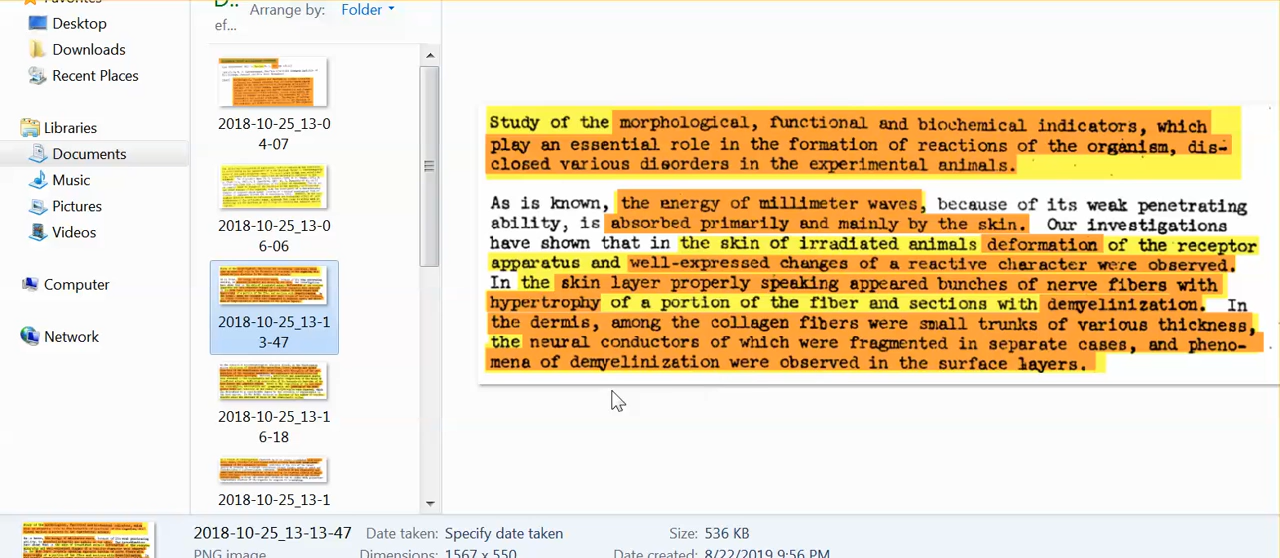 Favorites
Desktop
Downloads
Recent Places
Libraries
Documents
Music
Pictures
Videos
Computer
Network
D..
ef...
Arrange by: Folder
2018-10-25_13-0
4-07
2018-10-25_13-0
6-06
2018-10-25_13-1
3-47
2018-10-25_13-1
6-18
2018-10-25_13-1
Study of the morphological, functional and biochemical indicators, which
play an essential role in the formation of reactions of the organism, dis-
closed various disorders in the experimental animals.
As is known, the energy of millimeter waves, because of its weak penetrating
ability, is absorbed primarily and mainly by the skin. Our investigations
have shown that in the skin of irradiated animals deformation of the receptor
apparatus and well-expressed changes of a reactive character were observed.
In the skin layer properly speaking appeared bunches of nerve fibers with
hypertrophy of a portion of the fiber and sections with demyelinization. In
the dermis, among the collagen fibers were small trunks of various thickness,
the neural conductors of which were fragmented in separate cases, and pheno-
mena of demyelinization were observed in the surface layers.
2018-10-25_13-13-47 Date taken: Specify date taken Size: 536 KB
PNG image Dimensions: 1567 x 550 Date created: 8/22/2019 9:56 PM